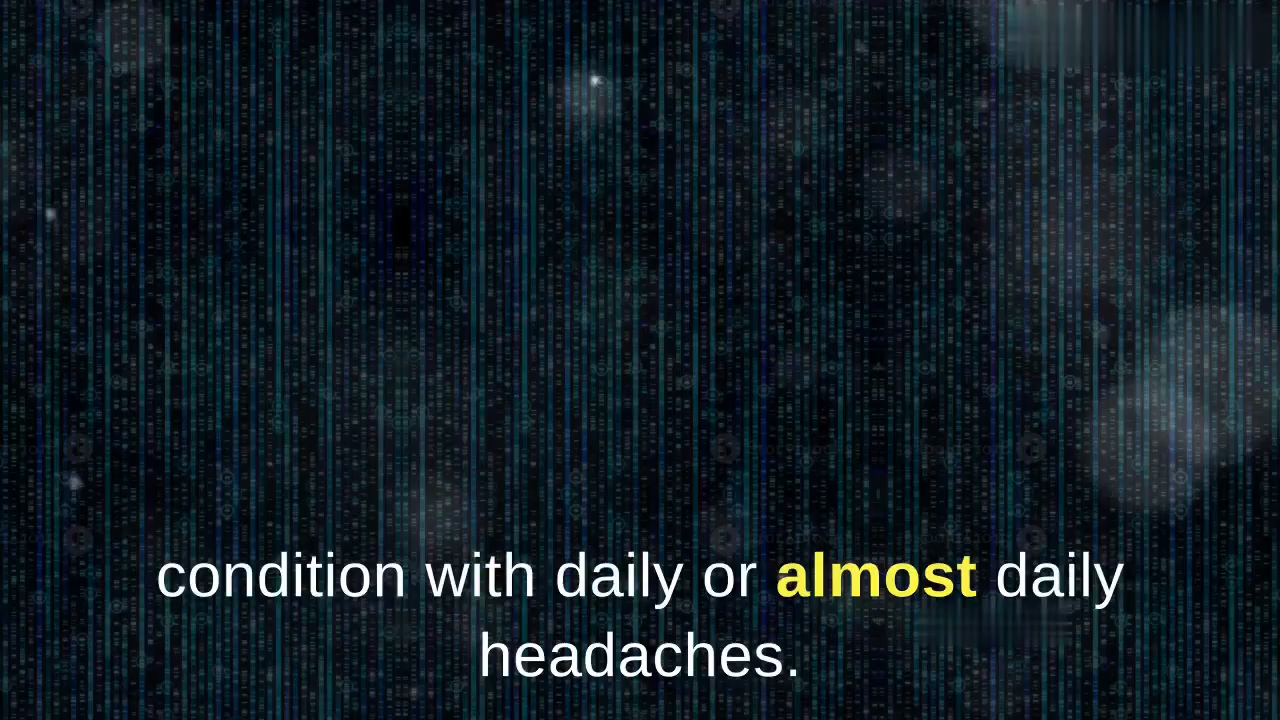 condition with daily or almost daily
headaches.